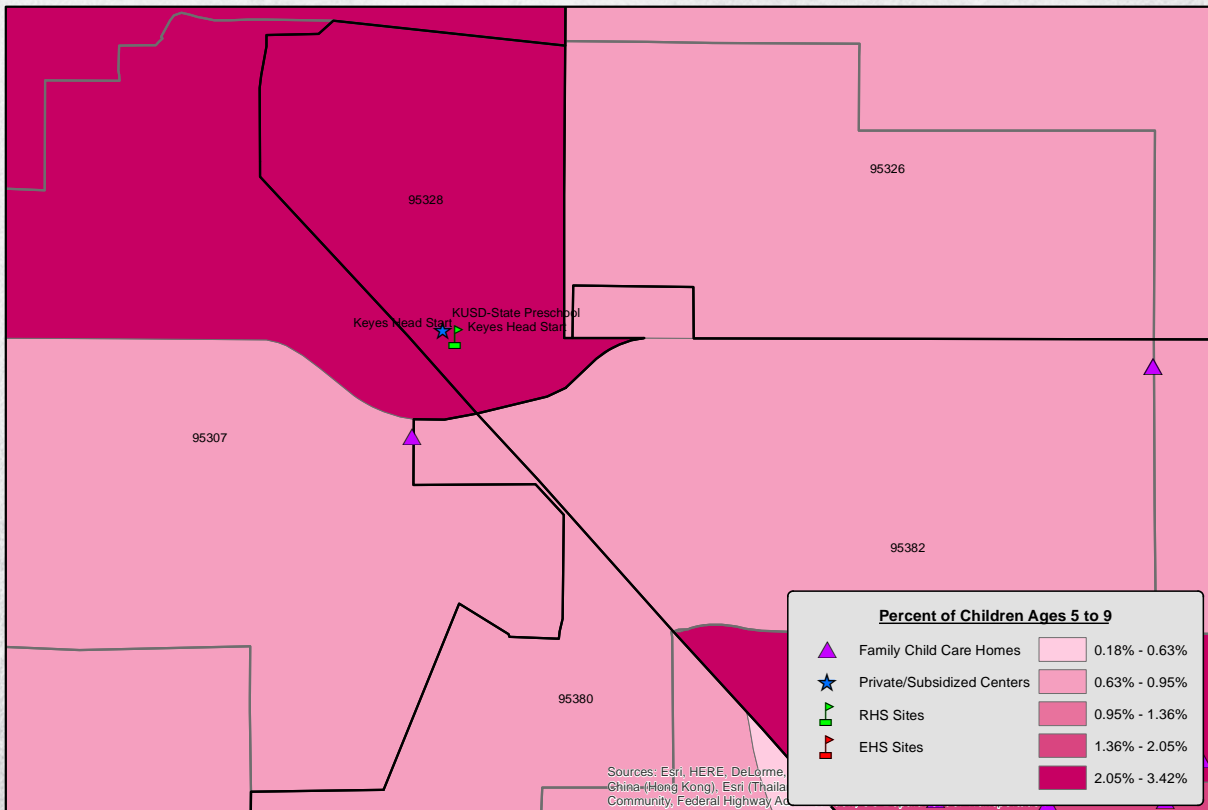 95326
95328
KUSD-State Preschool
Keyes Head Start
Keyes Head Start
95307
95382
95380
Percent of Children Ages 5 to 9
Family Child Care Homes
Private/Subsidized Centers
RHS Sites
EHS Sites
0.18% - 0.63%
0.63% - 0.95%
0.95% - 1.36%
1.36% - 2.05%
2.05% - 3.42%
Sources: Esri, HERE, DeLorme,
China (Hong Kong), Esri
Community, Federal Highway